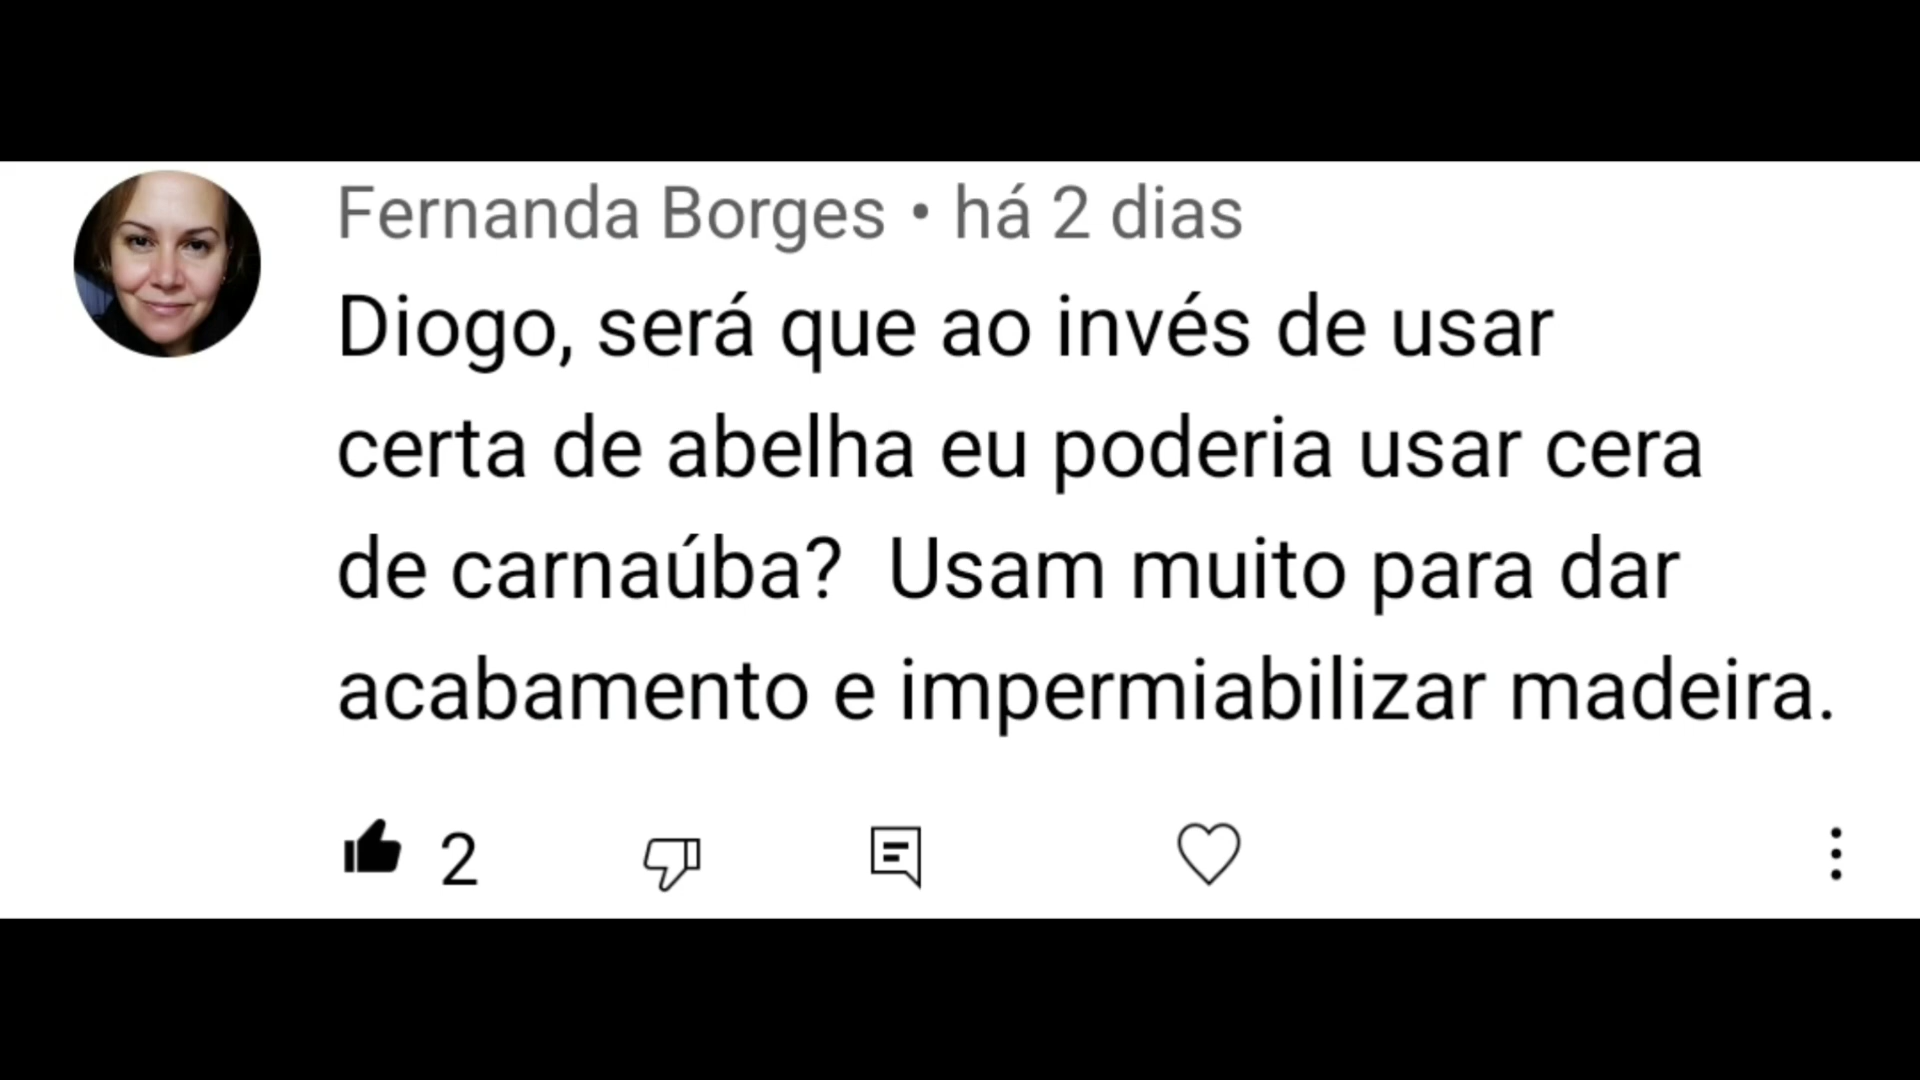 Fernanda Borges • há 2 dias
Diogo, será que ao invés de usar
certa de abelha eu poderia usar cera
de carnaúba?  Usam muito para dar
acabamento e impermiabilizar madeira.
2